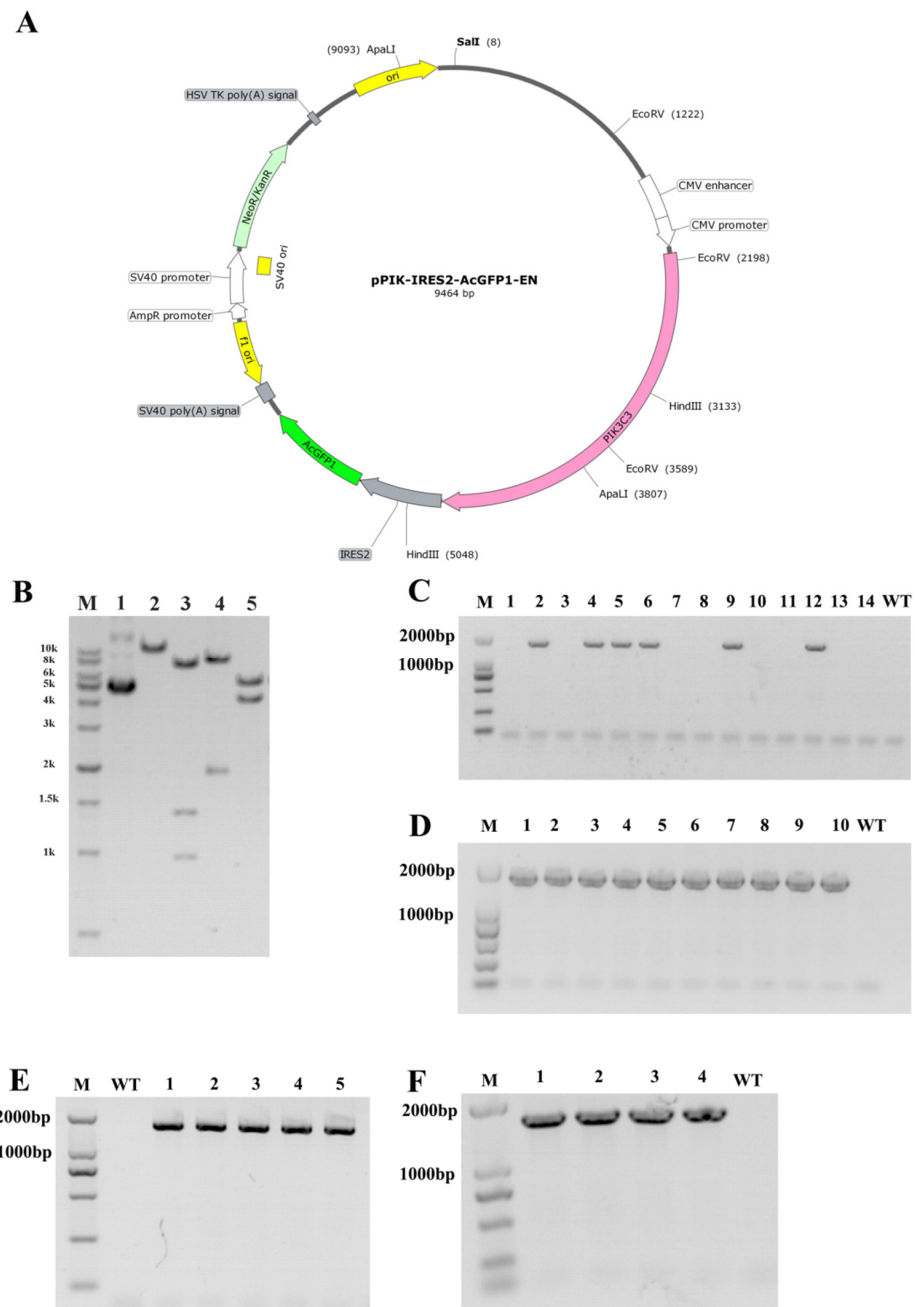 A
(9093) ApaLI
SalI (8)
ori
HSV TK poly(A) signal
EcoRV (1222)
NeoR/KanR
CMV enhancer
CMV promoter
EcoRV (2198)
SV40 ori
SV40 promoter
pPIK-IRES2-AcGFP1-EN
9464 bp
AmpR promoter
f1 ori
SV40 poly(A) signal
HindIII (3133)
PIK3C3
AcGFP1
EcoRV (3589)
ApaLI (3807)
IRES2
HindIII (5048)
B
M 1 2 3 4 5
10k
8k
6k
5k
4k
3k
2k
1.5k
1k
C
M 1 2 3 4 5 6 7 8 9 10 11 12 13 14 WT
2000bp
1000bp
D
M 1 2 3 4 5 6 7 8 9 10 WT
2000bp
1000bp
E
M WT 1 2 3 4 5
2000bp
1000bp
F
M 1 2 3 4 WT
2000bp
1000bp